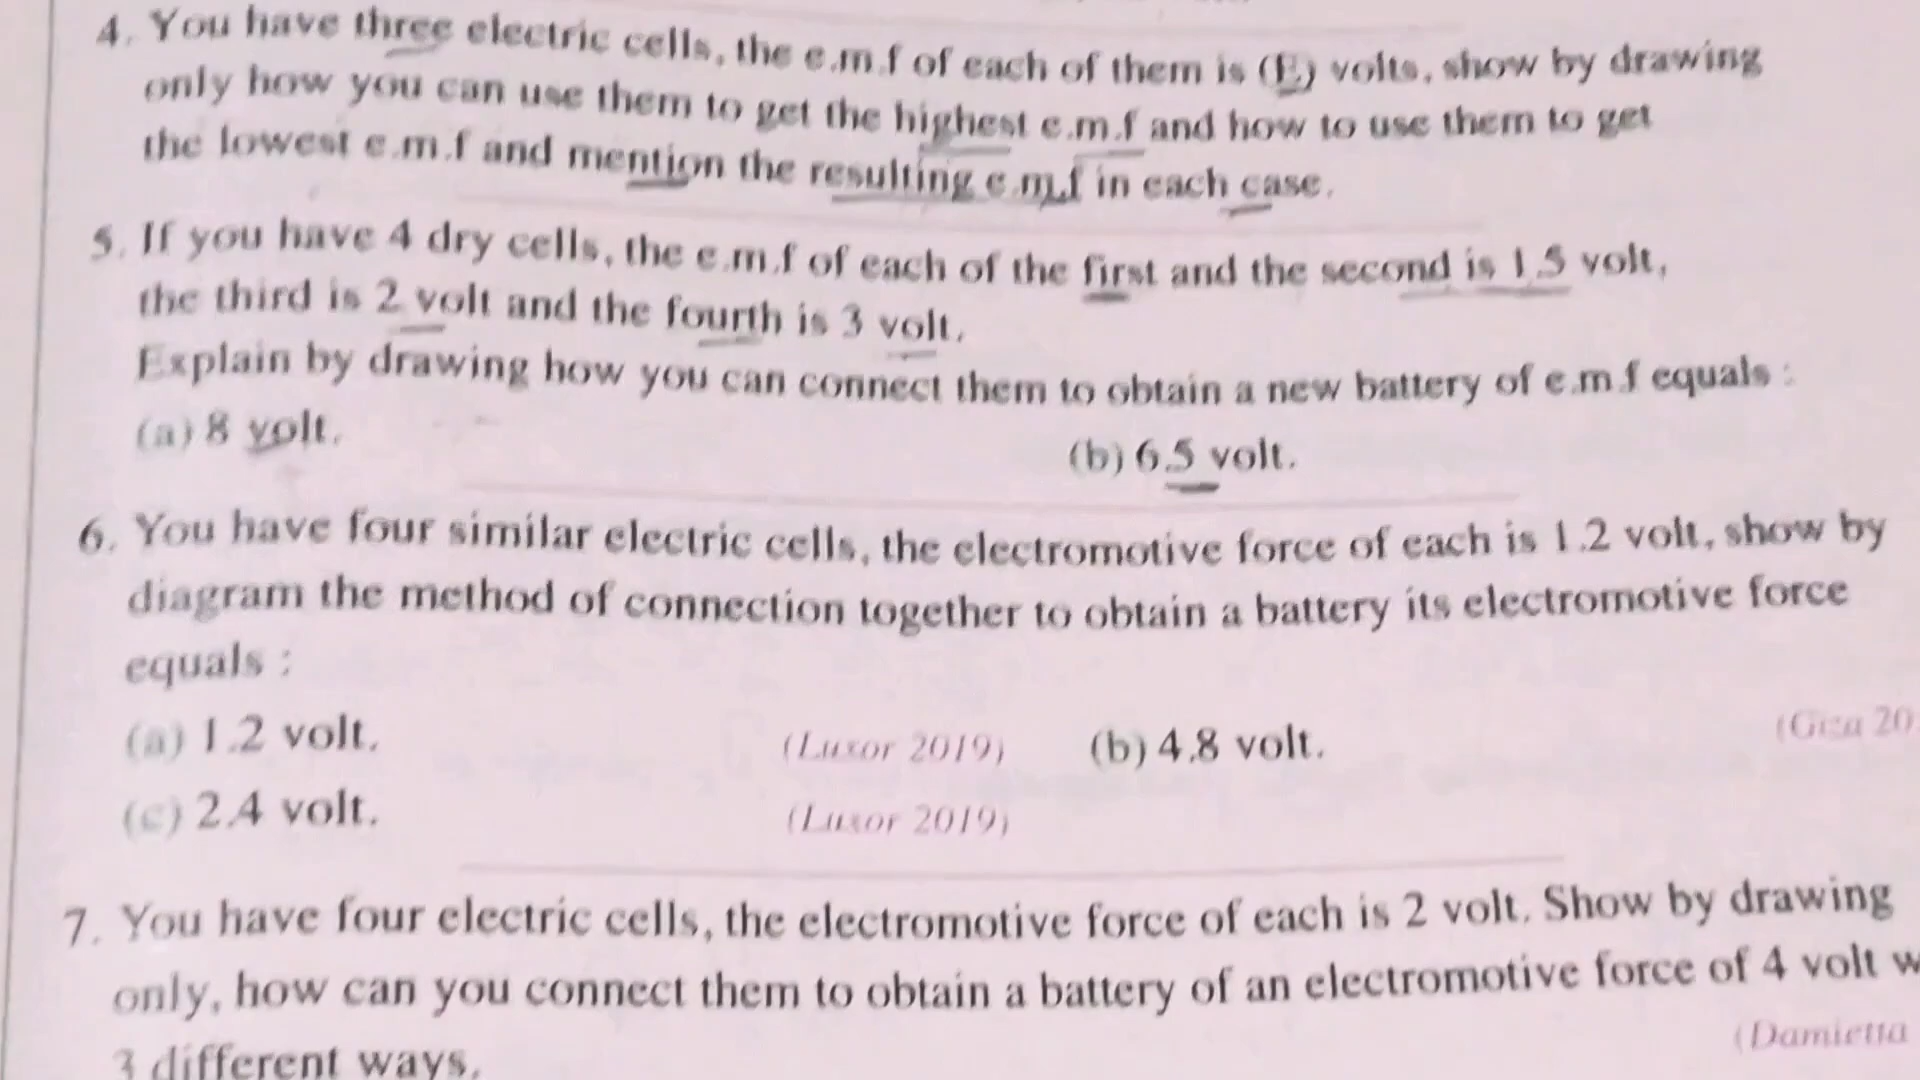 4. You have three electric cells, the e.m.f of each of them is (E) volts, show by drawing
only how you can use them to get the highest e.m.f and how to use them to get
the lowest e.m.f and mention the resulting e.m.f in each case.
5. If you have 4 dry cells, the e.m.f of each of the first and the second is 1.5 volt,
the third is 2 volt and the fourth is 3 volt.
Explain by drawing how you can connect them to obtain a new battery of e.m.f equals :
(a) 8 volt.
(b) 6.5 volt.
6. You have four similar electric cells, the electromotive force of each is 1.2 volt, show by
diagram the method of connection together to obtain a battery its electromotive force
equals :
(a) 1.2 volt. (Luxor 2019) (b) 4.8 volt. (Giza 20
(c) 2.4 volt. (Luxor 2019)
7. You have four electric cells, the electromotive force of each is 2 volt. Show by drawing
only, how can you connect them to obtain a battery of an electromotive force of 4 volt w
(Damietta
3 different ways.